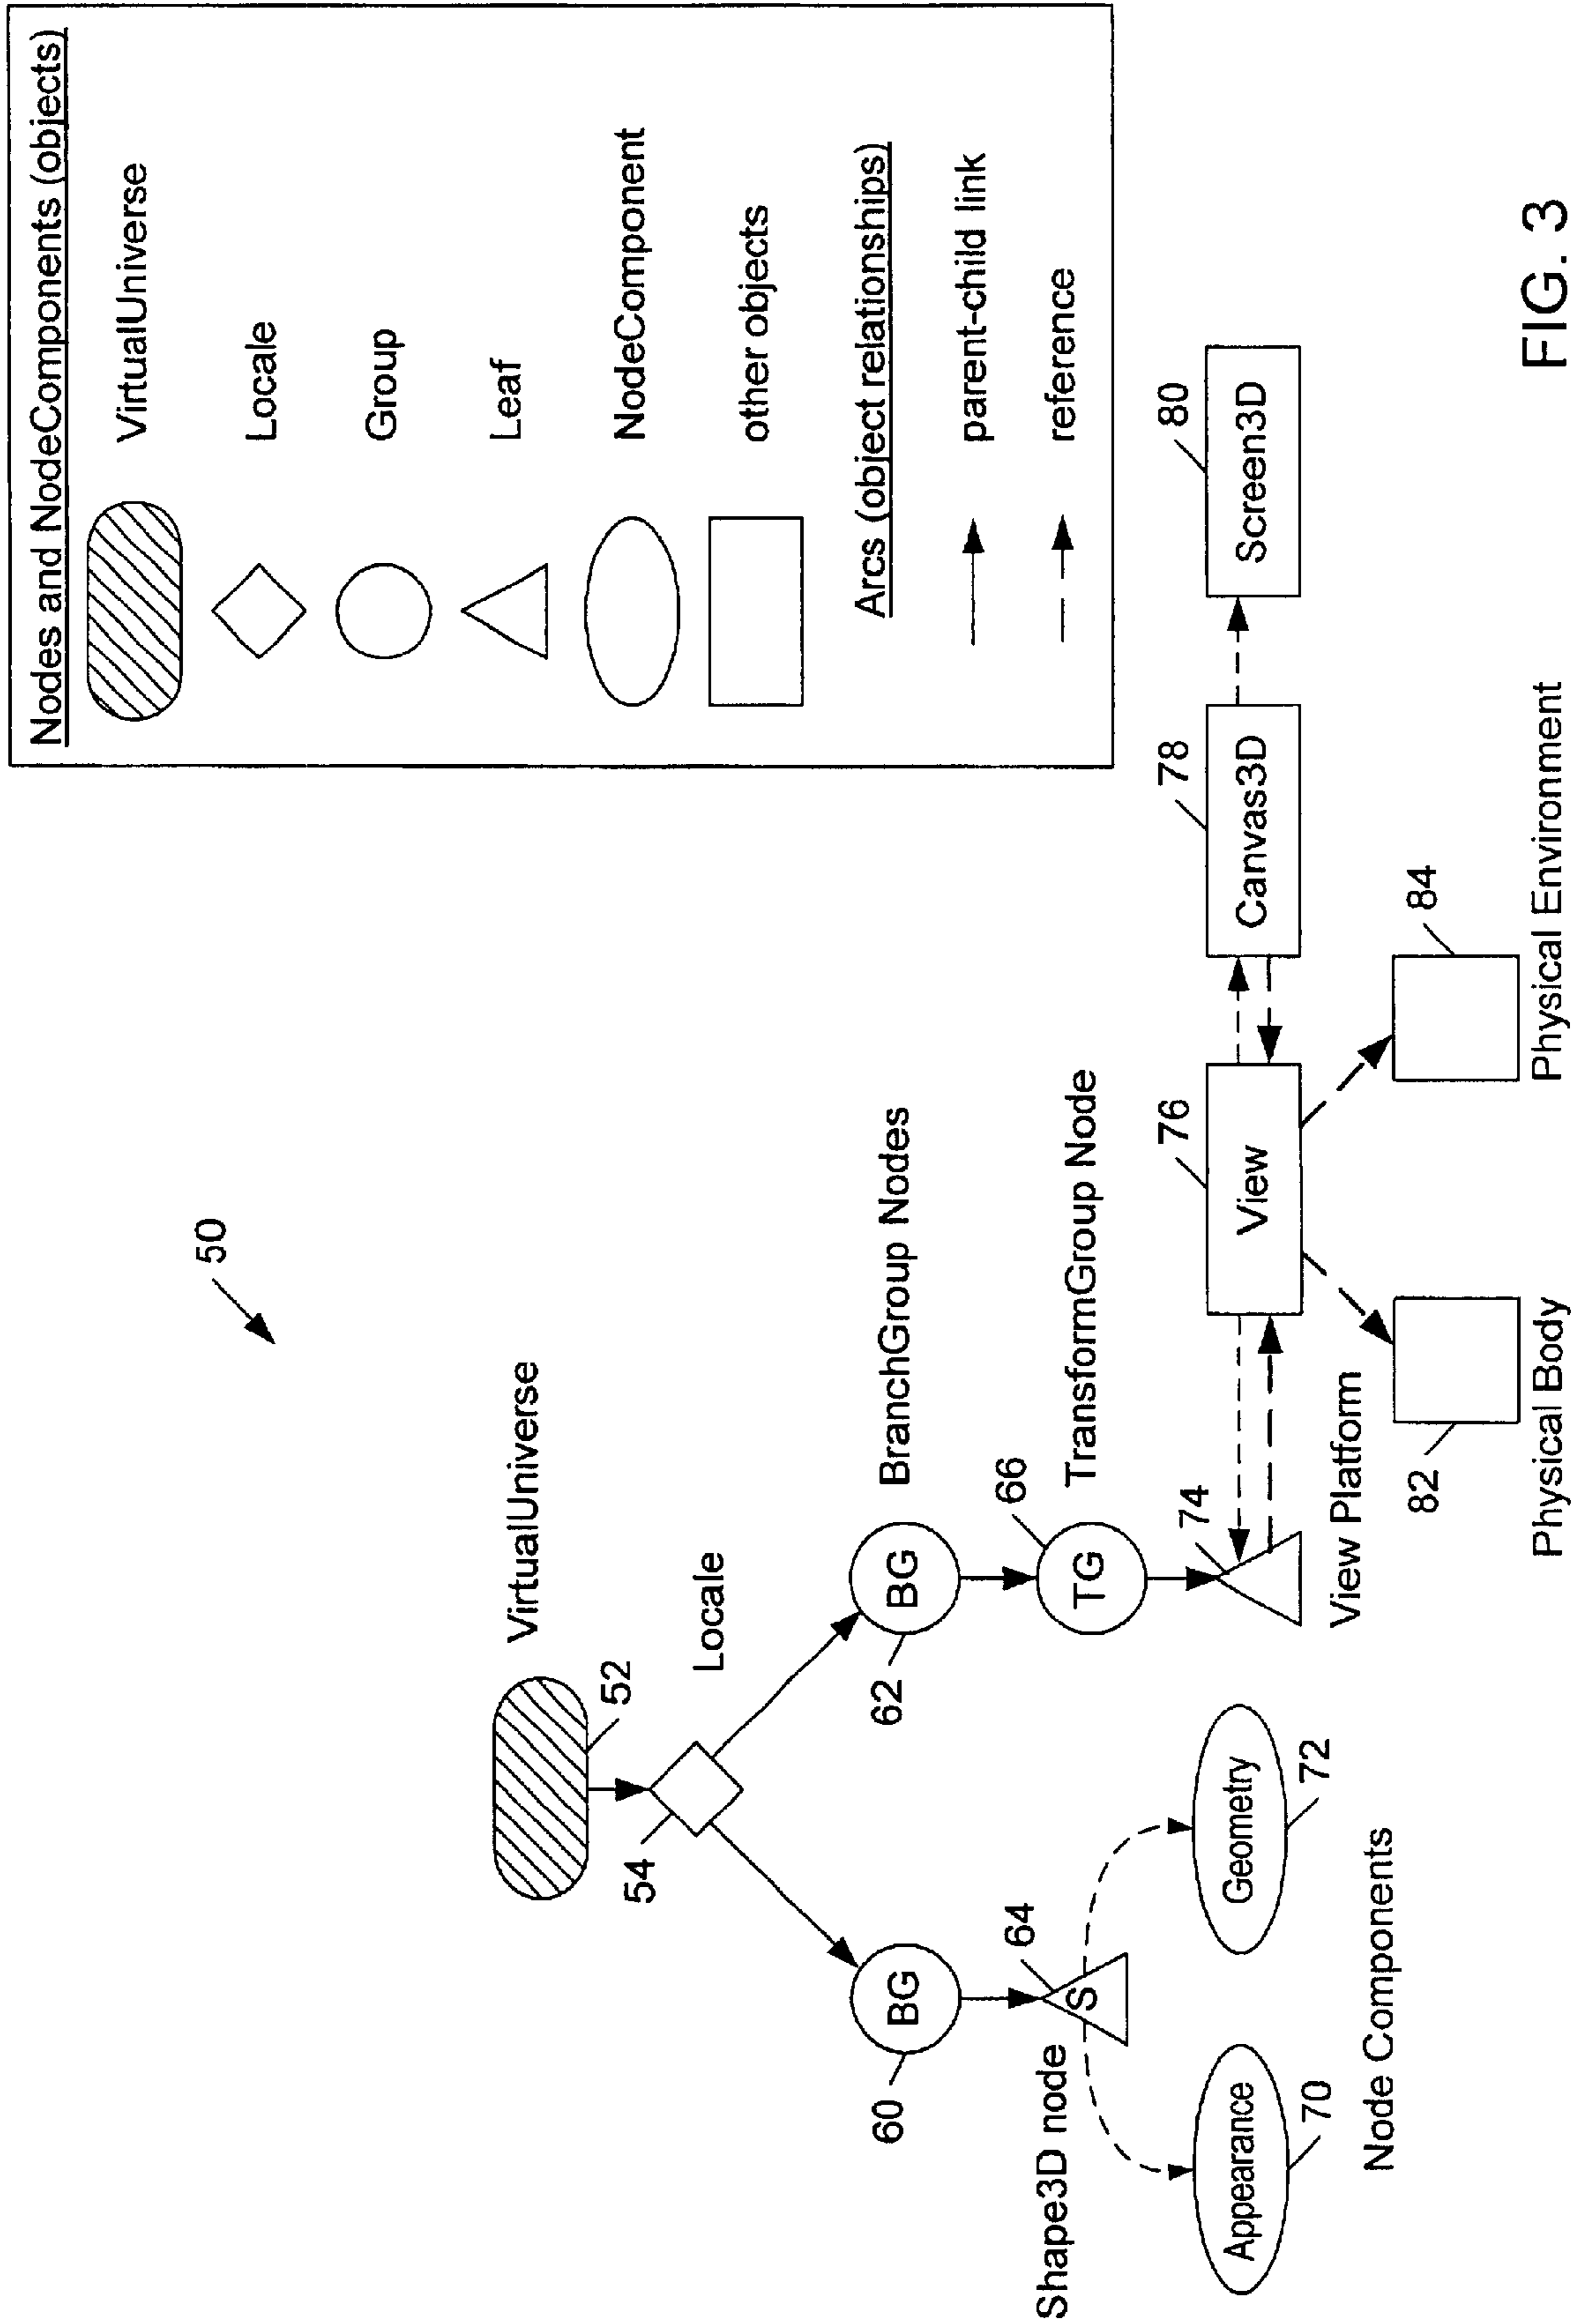 Nodes and NodeComponents (objects)
VirtualUniverse
Locale
Group
Leaf
NodeComponent
other objects
Arcs (object relationships)
parent-child link
reference
50
VirtualUniverse
52
54
Locale
BG
60
BG
62
BranchGroup Nodes
Shape3D node
S
64
TG
66
TransformGroup Node
Appearance
70
Geometry
72
Node Components
74
View Platform
View
76
Canvas3D
78
Screen3D
80
82
Physical Body
84
Physical Environment
FIG. 3